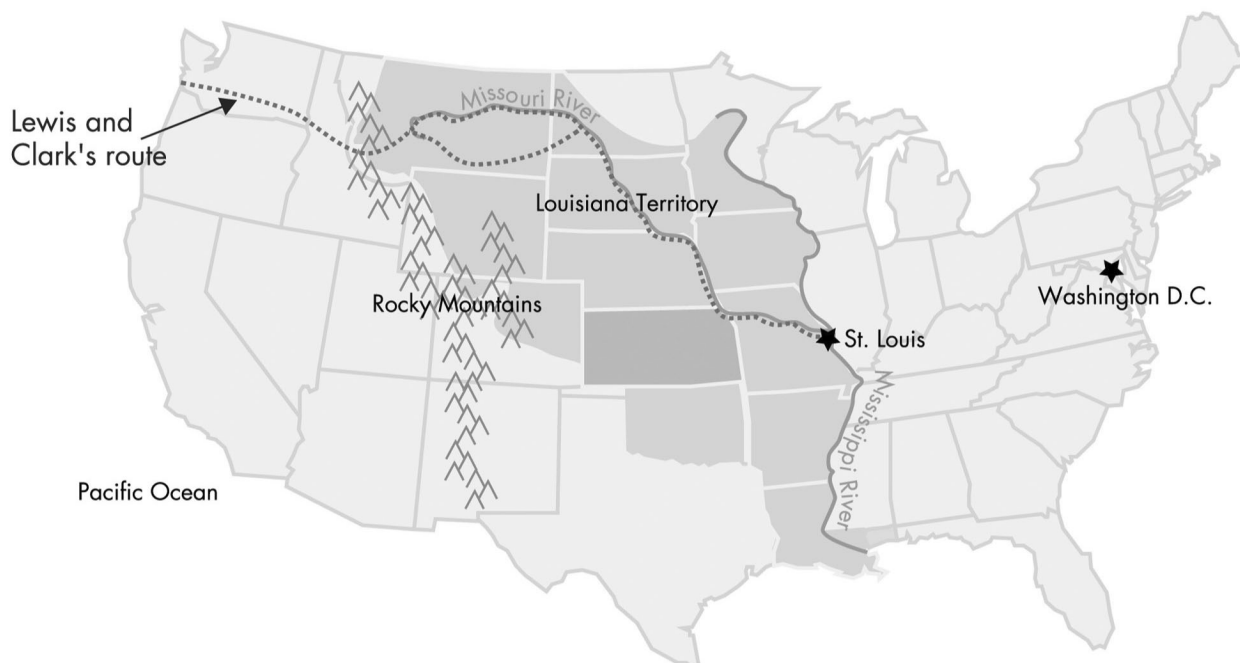 Missouri River
Lewis and
Clark's route
Louisiana Territory
Washington D.C.
Rocky Mountains
St. Louis
Mississippi River
Pacific Ocean